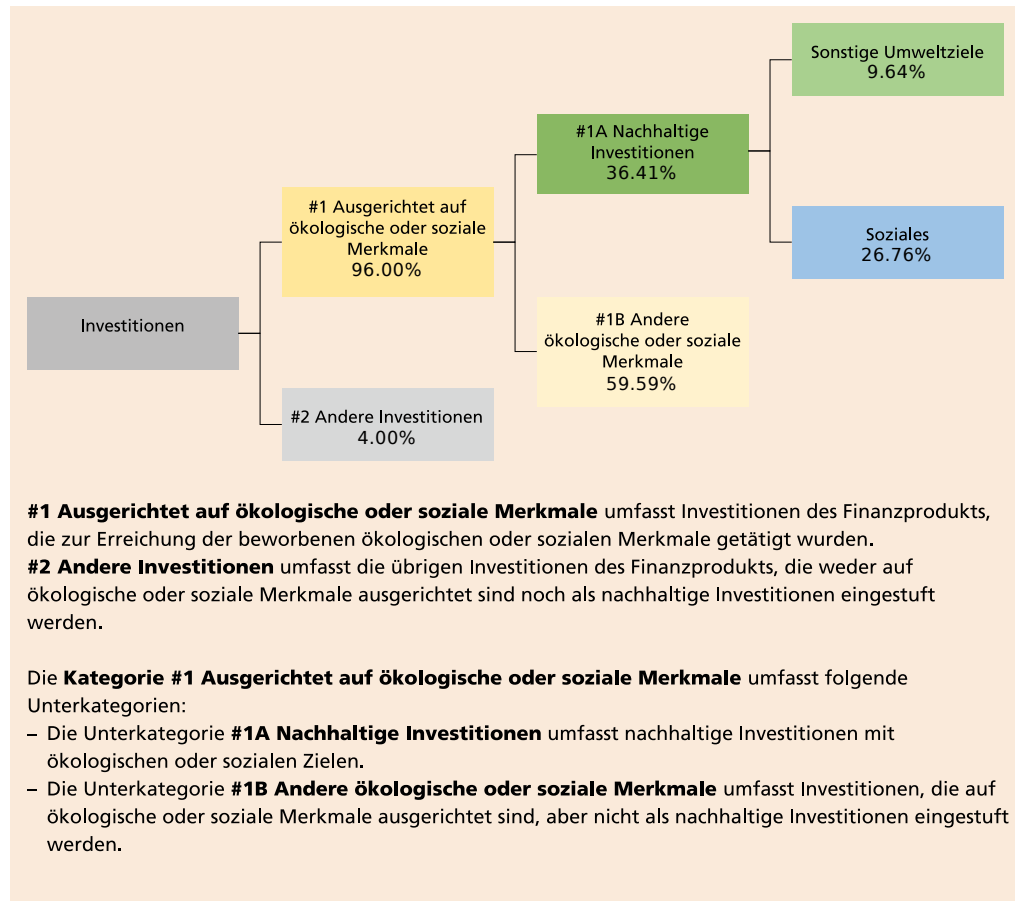 Sonstige Umweltziele
9.64%
#1A Nachhaltige
Investitionen
36.41%
#1 Ausgerichtet auf
ökologische oder soziale
Merkmale
96.00%
Soziales
26.76%
Investitionen
#1B Andere
ökologische oder soziale
Merkmale
59.59%
#2 Andere Investitionen
4.00%
#1 Ausgerichtet auf ökologische oder soziale Merkmale umfasst Investitionen des Finanzprodukts,
die zur Erreichung der beworbenen ökologischen oder sozialen Merkmale getätigt wurden.
#2 Andere Investitionen umfasst die übrigen Investitionen des Finanzprodukts, die weder auf
ökologische oder soziale Merkmale ausgerichtet sind noch als nachhaltige Investitionen eingestuft
werden.
Die Kategorie #1 Ausgerichtet auf ökologische oder soziale Merkmale umfasst folgende
Unterkategorien:
– Die Unterkategorie #1A Nachhaltige Investitionen umfasst nachhaltige Investitionen mit
ökologischen oder sozialen Zielen.
– Die Unterkategorie #1B Andere ökologische oder soziale Merkmale umfasst Investitionen, die auf
ökologische oder soziale Merkmale ausgerichtet sind, aber nicht als nachhaltige Investitionen eingestuft
werden.